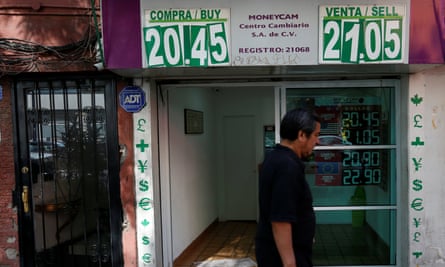 COMPRA / BUY
20.45
MONEYCAM
Centro Cambiario
S.A. de C.V.
REGISTRO: 21068
VENTA / SELL
21.05
ADT
20.45
21.05
20.90
22.90
£
¥
$
€
£
¥
$
€